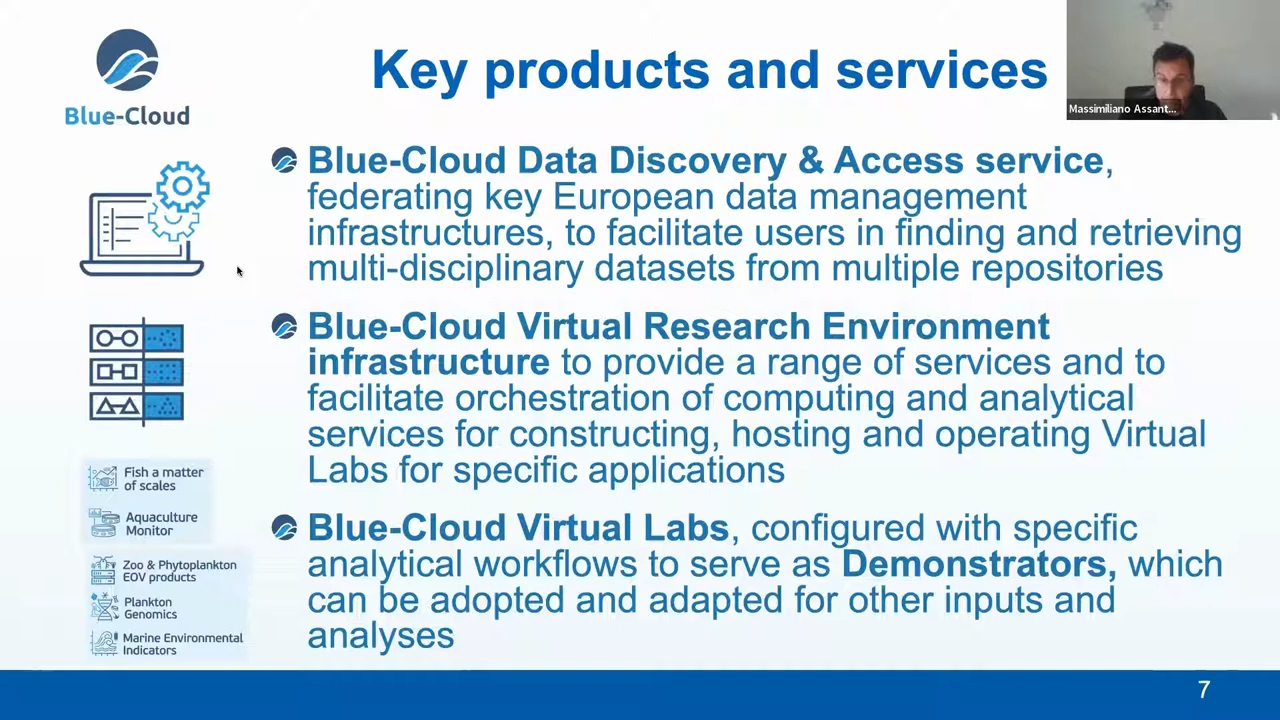 Blue-Cloud
Key products and services
Massimiliano Assant...
Blue-Cloud Data Discovery & Access service,
federating key European data management
infrastructures, to facilitate users in finding and retrieving
multi-disciplinary datasets from multiple repositories
Blue-Cloud Virtual Research Environment
infrastructure to provide a range of services and to
facilitate orchestration of computing and analytical
services for constructing, hosting and operating Virtual
Labs for specific applications
Fish a matter
of scales
Aquaculture
Monitor
Zoo & Phytoplankton
EOV products
Plankton
Genomics
Marine Environmental
Indicators
Blue-Cloud Virtual Labs, configured with specific
analytical workflows to serve as Demonstrators, which
can be adopted and adapted for other inputs and
analyses
7